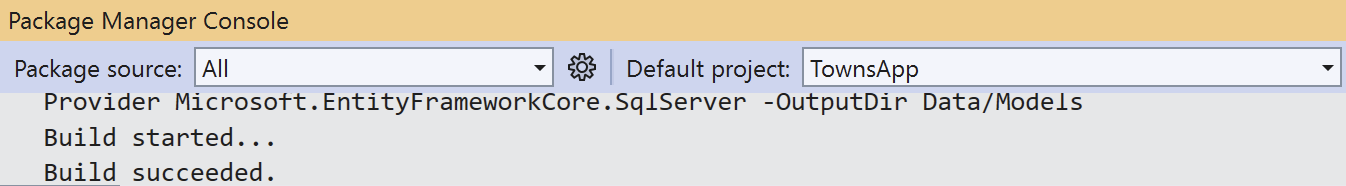 Package Manager Console
Package source: All Default project: TownsApp
Provider Microsoft.EntityFrameworkCore.SqlServer -OutputDir Data/Models
Build started...
Build succeeded.